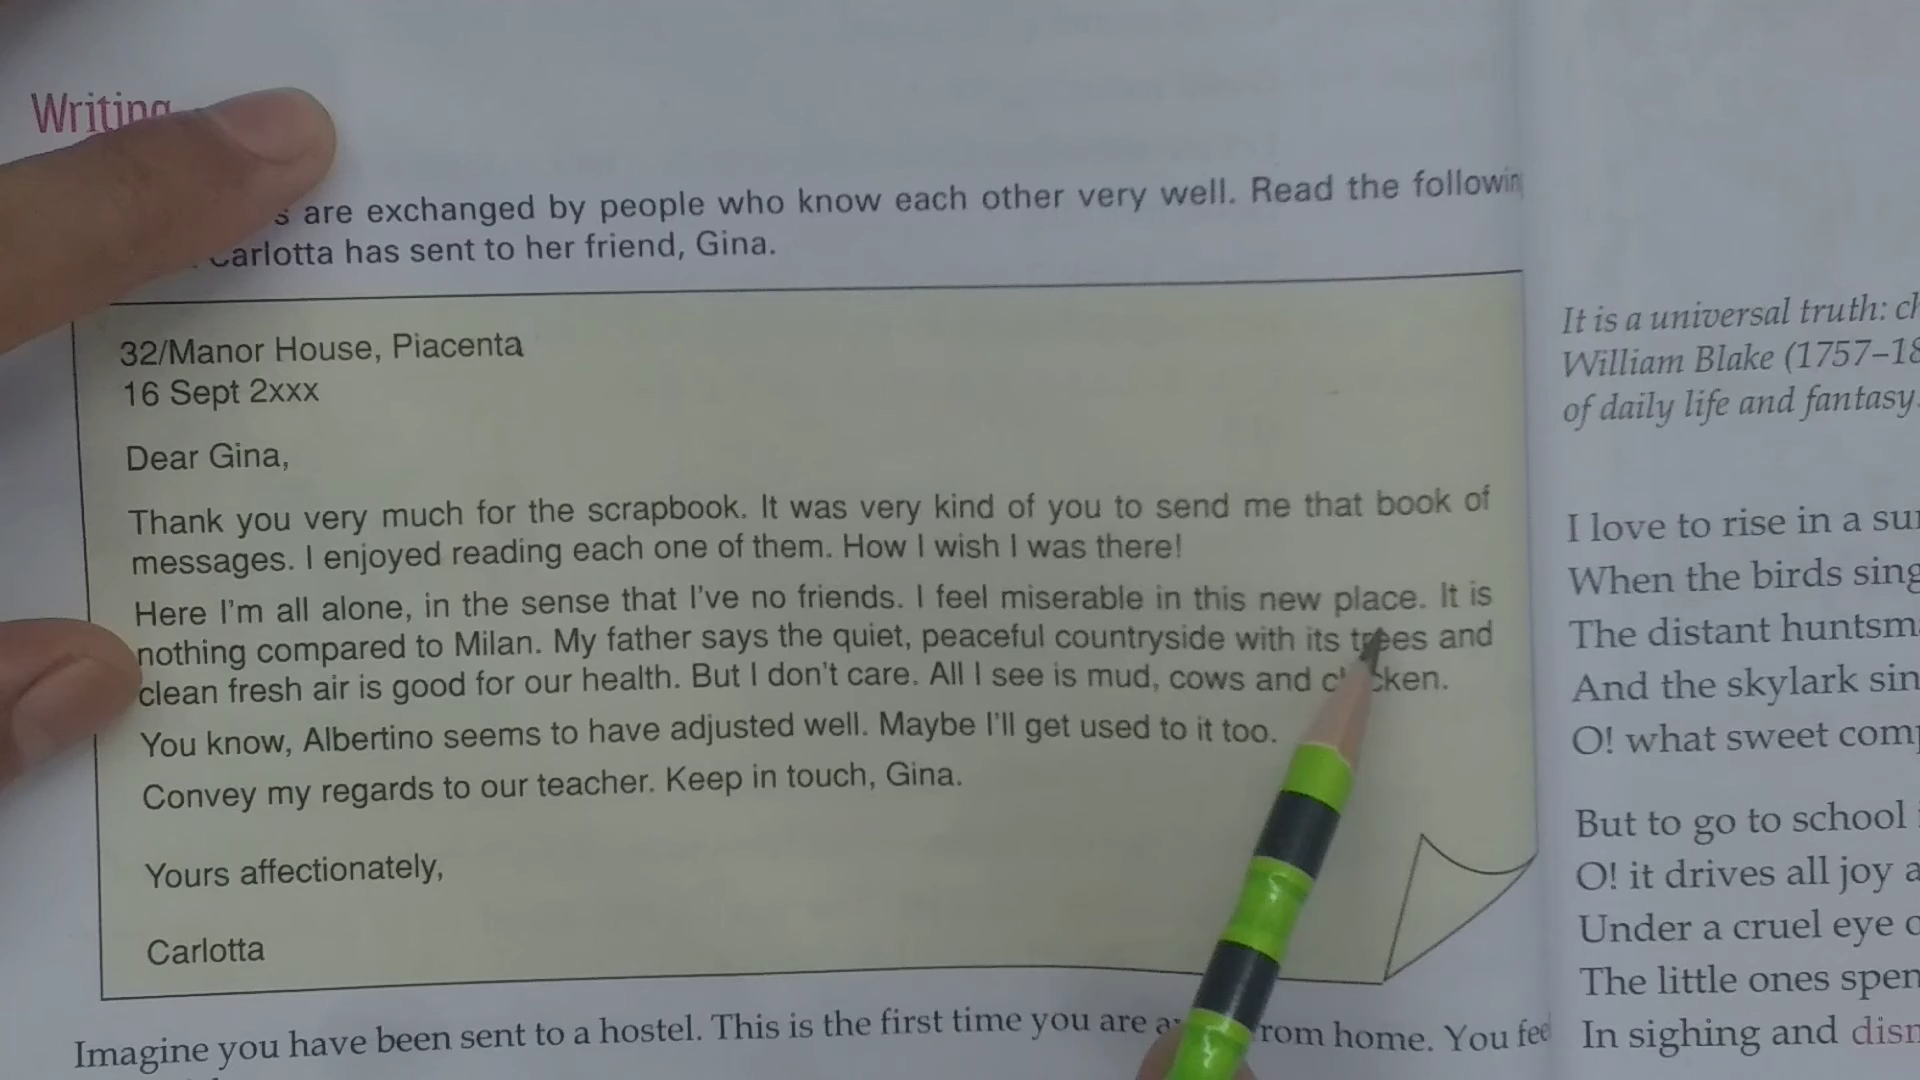 Writing
are exchanged by people who know each other very well. Read the
Carlotta has sent to her friend, Gina.
32/Manor House, Piacenta
16 Sept 2xxx
Dear Gina,
Thank you very much for the scrapbook. It was very kind of you to send me that book of
messages. I enjoyed reading each one of them. How I wish I was there!
Here I'm all alone, in the sense that I've no friends. I feel miserable in this new place. It is
nothing compared to Milan. My father says the quiet, peaceful countryside with its trees and
clean fresh air is good for our health. But I don't care. All I see is mud, cows and chicken.
You know, Albertino seems to have adjusted well. Maybe I'll get used to it too.
Convey my regards to our teacher. Keep in touch, Gina.
Yours affectionately,
Carlotta
Imagine you have been sent to a hostel. This is the first time you are from home. You feel
It is a universal truth:
William Blake (1757–18
of daily life and fantasy
I love to rise in a
When the birds sing
The distant
And the skylark
O! what sweet
But to go to school
O! it drives all joy
Under a cruel eye
The little ones
In sighing and